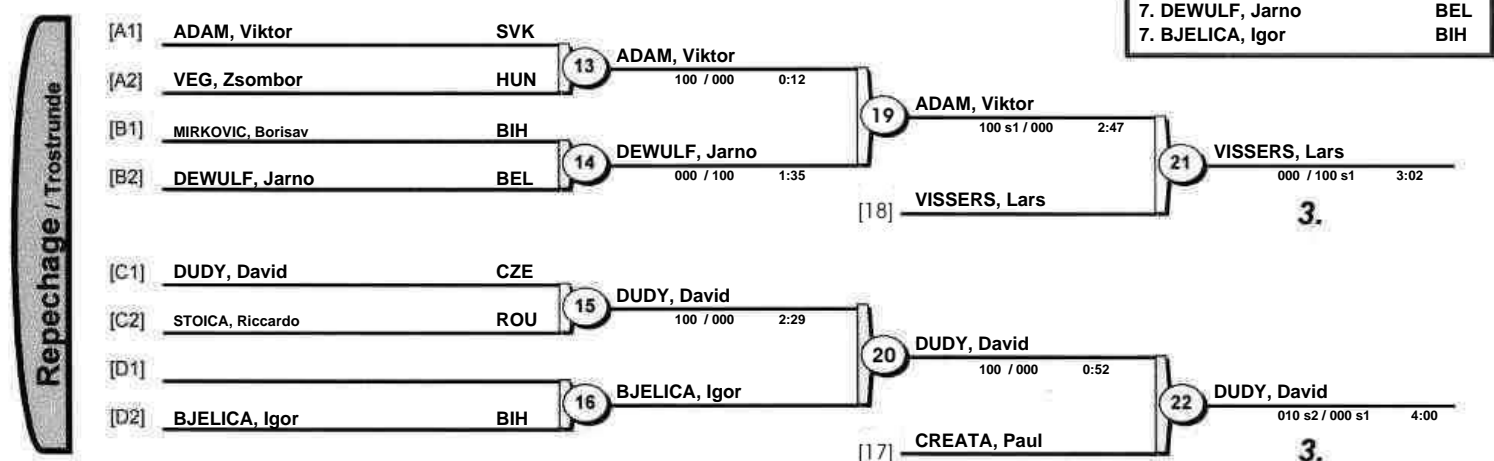 7. DEWULF, Jarno BEL
7. BJELICA, Igor BIH
Repechage / Trostrunde
[A1] ADAM, Viktor SVK
13 ADAM, Viktor
100 / 000 0:12
[A2] VEG, Zsombor HUN
19 ADAM, Viktor
100 s1 / 000 2:47
[B1] MIRKOVIC, Borisav BIH
14 DEWULF, Jarno
000 / 100 1:35
[B2] DEWULF, Jarno BEL
21 VISSERS, Lars
000 / 100 s1 3:02
[18] VISSERS, Lars
3.
[C1] DUDY, David CZE
15 DUDY, David
100 / 000 2:29
[C2] STOICA, Riccardo ROU
20 DUDY, David
100 / 000 0:52
[D1]
16 BJELICA, Igor
[D2] BJELICA, Igor BIH
22 DUDY, David
010 s2 / 000 s1 4:00
[17] CREATA, Paul
3.